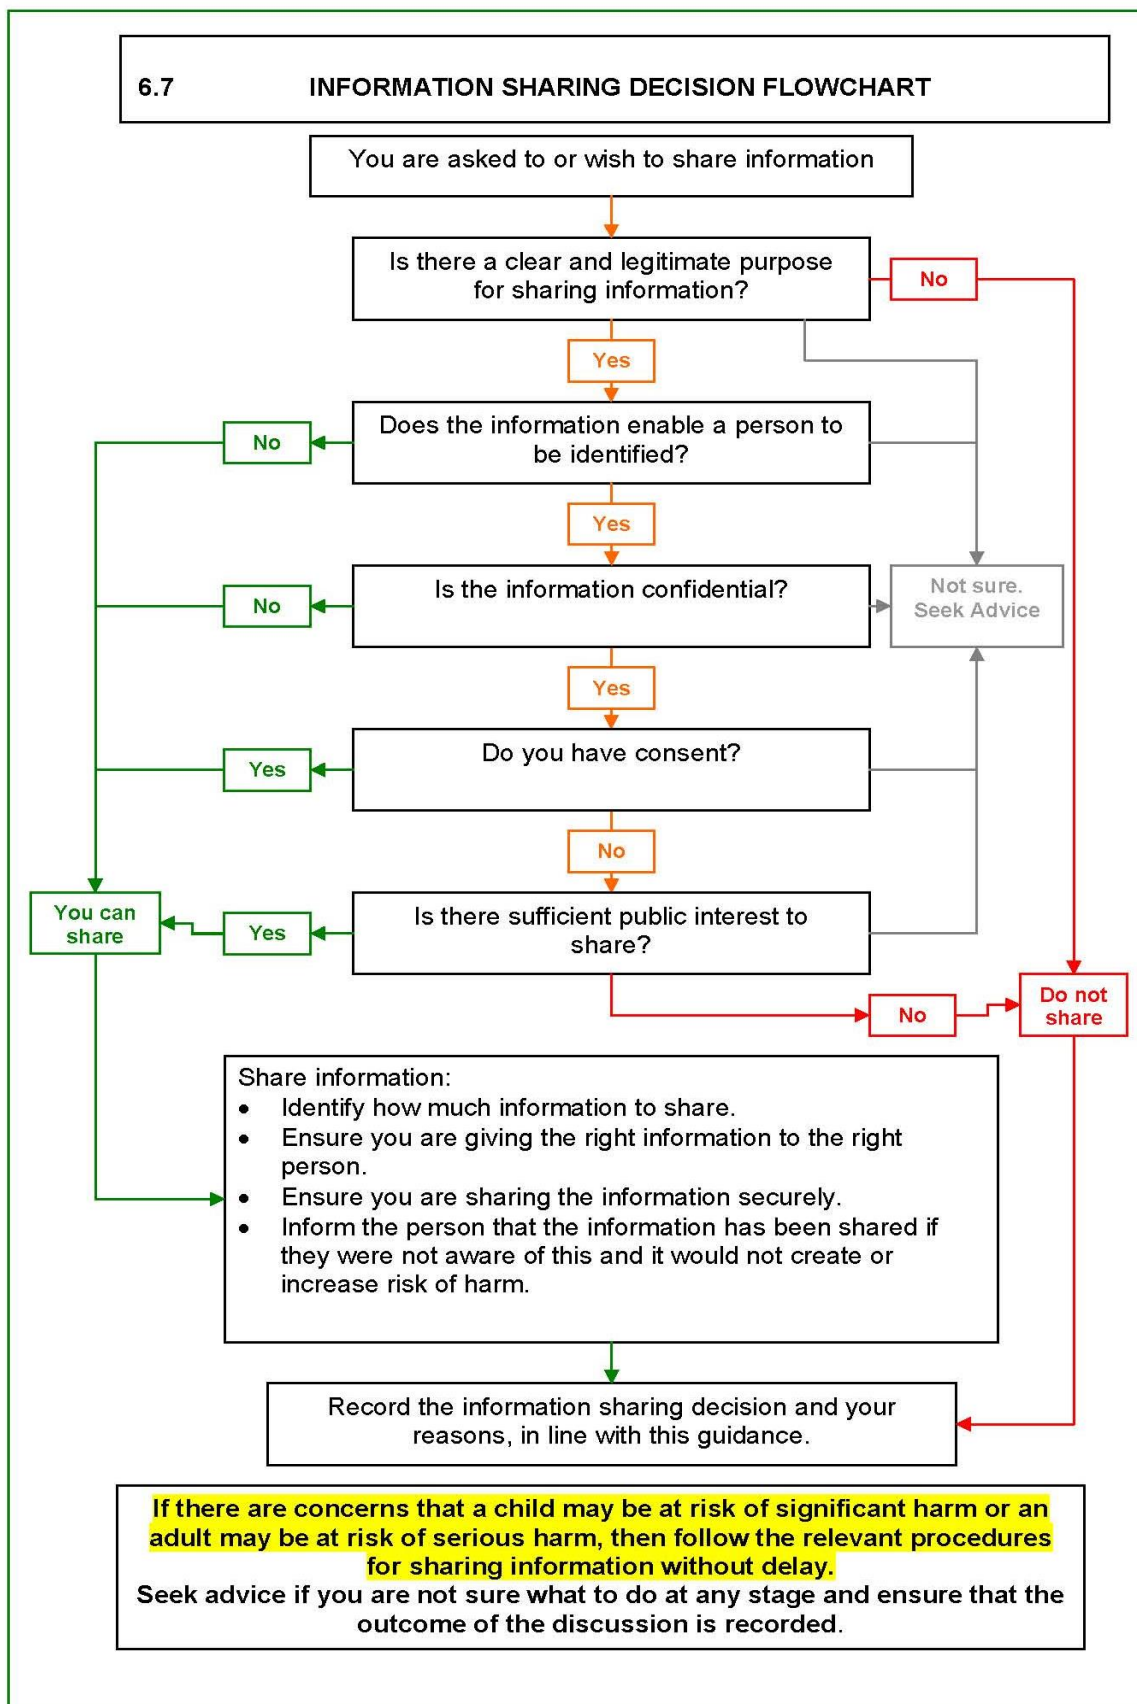 6.7 INFORMATION SHARING DECISION FLOWCHART
You are asked to or wish to share information
Is there a clear and legitimate purpose
for sharing information?
No
Yes
Does the information enable a person to
be identified?
No
Yes
Is the information confidential?
No
Not sure.
Seek Advice
Yes
Do you have consent?
Yes
No
You can
share
Yes
Is there sufficient public interest to
share?
No
Do not
share
Share information:
• Identify how much information to share.
• Ensure you are giving the right information to the right
person.
• Ensure you are sharing the information securely.
• Inform the person that the information has been shared if
they were not aware of this and it would not create or
increase risk of harm.
Record the information sharing decision and your
reasons, in line with this guidance.
If there are concerns that a child may be at risk of significant harm or an
adult may be at risk of serious harm, then follow the relevant procedures
for sharing information without delay.
Seek advice if you are not sure what to do at any stage and ensure that the
outcome of the discussion is recorded.